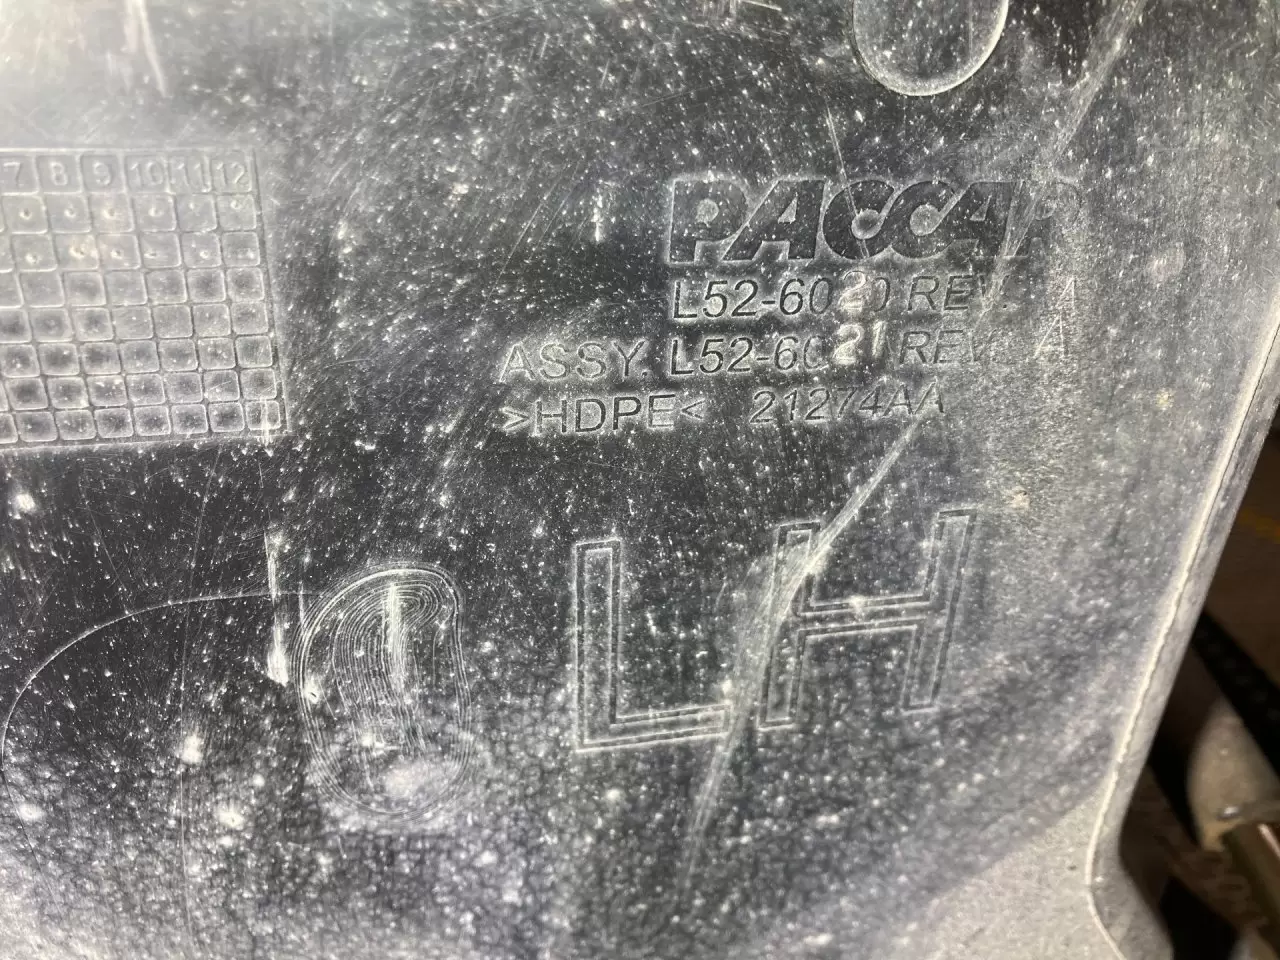 7 8 9 10 11 12
PACCAR
L52-6020 REV. A
ASSY. L52-6021 REV. A
>HDPE< 21274AA
LH